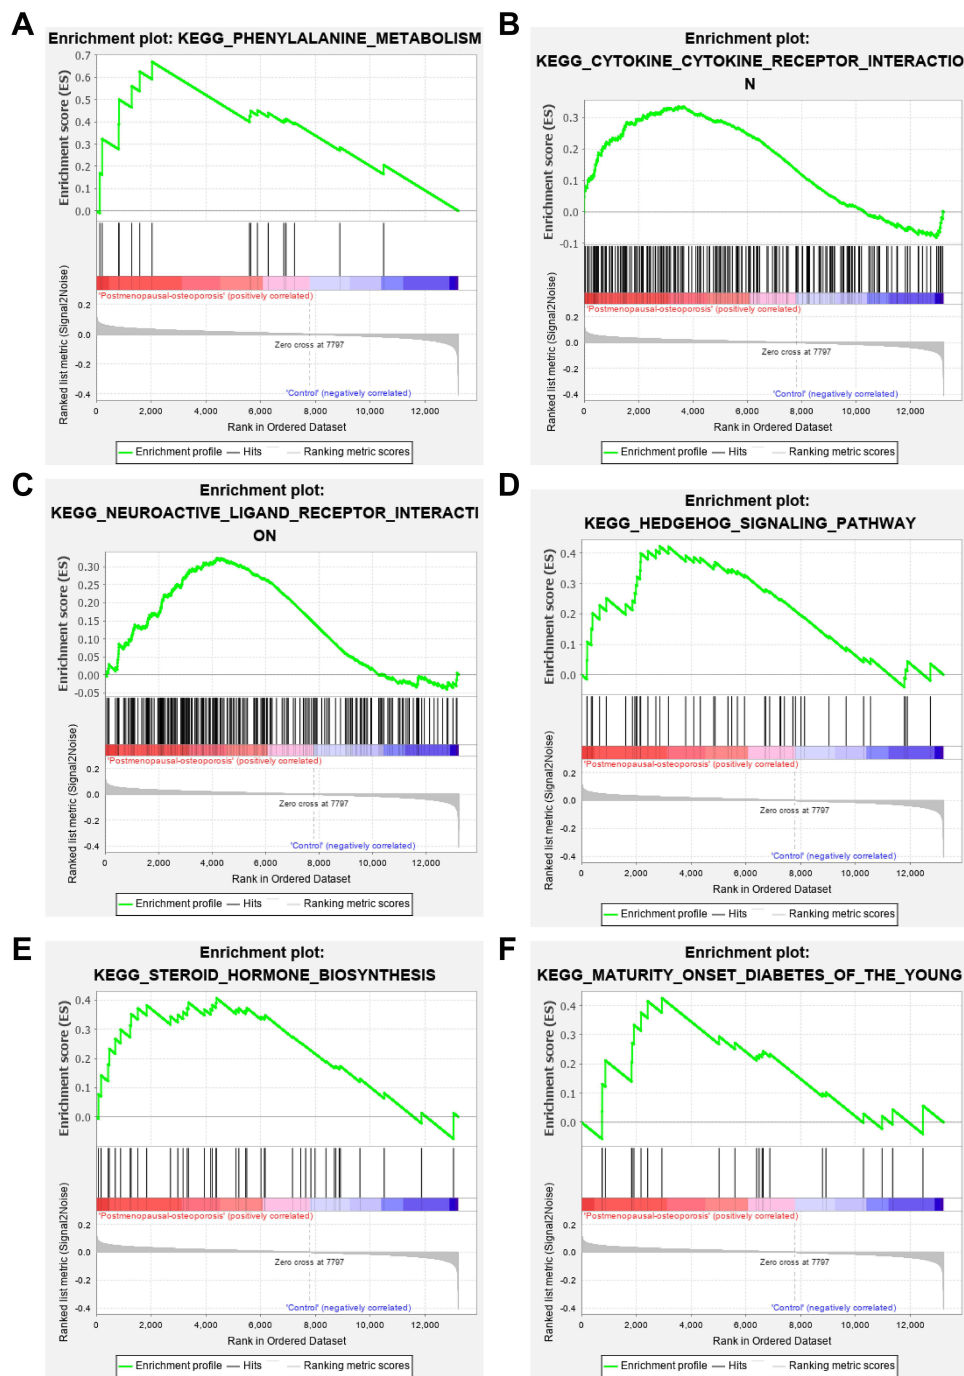 A
Enrichment plot: KEGG_PHENYLALANINE_METABOLISM
Enrichment score (ES)
0.7
0.6
0.5
0.4
0.3
0.2
0.1
0.0
'Postmenopausal-osteoporosis' (positively correlated)
Ranked list metric (Signal2Noise)
0.2
0.0
-0.2
-0.4
Zero cross at 7797
'Control' (negatively correlated)
0 2,000 4,000 6,000 8,000 10,000 12,000
Rank in Ordered Dataset
Enrichment profile Hits Ranking metric scores
B
Enrichment plot:
KEGG_CYTOKINE_CYTOKINE_RECEPTOR_INTERACTIO
N
Enrichment score (ES)
0.3
0.2
0.1
0.0
-0.1
'Postmenopausal-osteoporosis' (positively correlated)
Ranked list metric (Signal2Noise)
0.2
0.0
-0.2
-0.4
Zero cross at 7797
'Control' (negatively correlated)
0 2,000 4,000 6,000 8,000 10,000 12,000
Rank in Ordered Dataset
Enrichment profile Hits Ranking metric scores
C
Enrichment plot:
KEGG_NEUROACTIVE_LIGAND_RECEPTOR_INTERACTI
ON
Enrichment score (ES)
0.30
0.25
0.20
0.15
0.10
0.05
0.00
-0.05
'Postmenopausal-osteoporosis' (positively correlated)
Ranked list metric (Signal2Noise)
0.2
0.0
-0.2
-0.4
Zero cross at 7797
'Control' (negatively correlated)
0 2,000 4,000 6,000 8,000 10,000 12,000
Rank in Ordered Dataset
Enrichment profile Hits Ranking metric scores
D
Enrichment plot:
KEGG_HEDGEHOG_SIGNALING_PATHWAY
Enrichment score (ES)
0.4
0.3
0.2
0.1
0.0
'Postmenopausal-osteoporosis' (positively correlated)
Ranked list metric (Signal2Noise)
0.2
0.0
-0.2
-0.4
Zero cross at 7797
'Control' (negatively correlated)
0 2,000 4,000 6,000 8,000 10,000 12,000
Rank in Ordered Dataset
Enrichment profile Hits Ranking metric scores
E
Enrichment plot:
KEGG_STEROID_HORMONE_BIOSYNTHESIS
Enrichment score (ES)
0.4
0.3
0.2
0.1
0.0
'Postmenopausal-osteoporosis' (positively correlated)
Ranked list metric (Signal2Noise)
0.2
0.0
-0.2
-0.4
Zero cross at 7797
'Control' (negatively correlated)
0 2,000 4,000 6,000 8,000 10,000 12,000
Rank in Ordered Dataset
Enrichment profile Hits Ranking metric scores
F
Enrichment plot:
KEGG_MATURITY_ONSET_DIABETES_OF_THE_YOUNG
Enrichment score (ES)
0.4
0.3
0.2
0.1
0.0
'Postmenopausal-osteoporosis' (positively correlated)
Ranked list metric (Signal2Noise)
0.2
0.0
-0.2
-0.4
Zero cross at 7797
'Control' (negatively correlated)
0 2,000 4,000 6,000 8,000 10,000 12,000
Rank in Ordered Dataset
Enrichment profile Hits Ranking metric scores